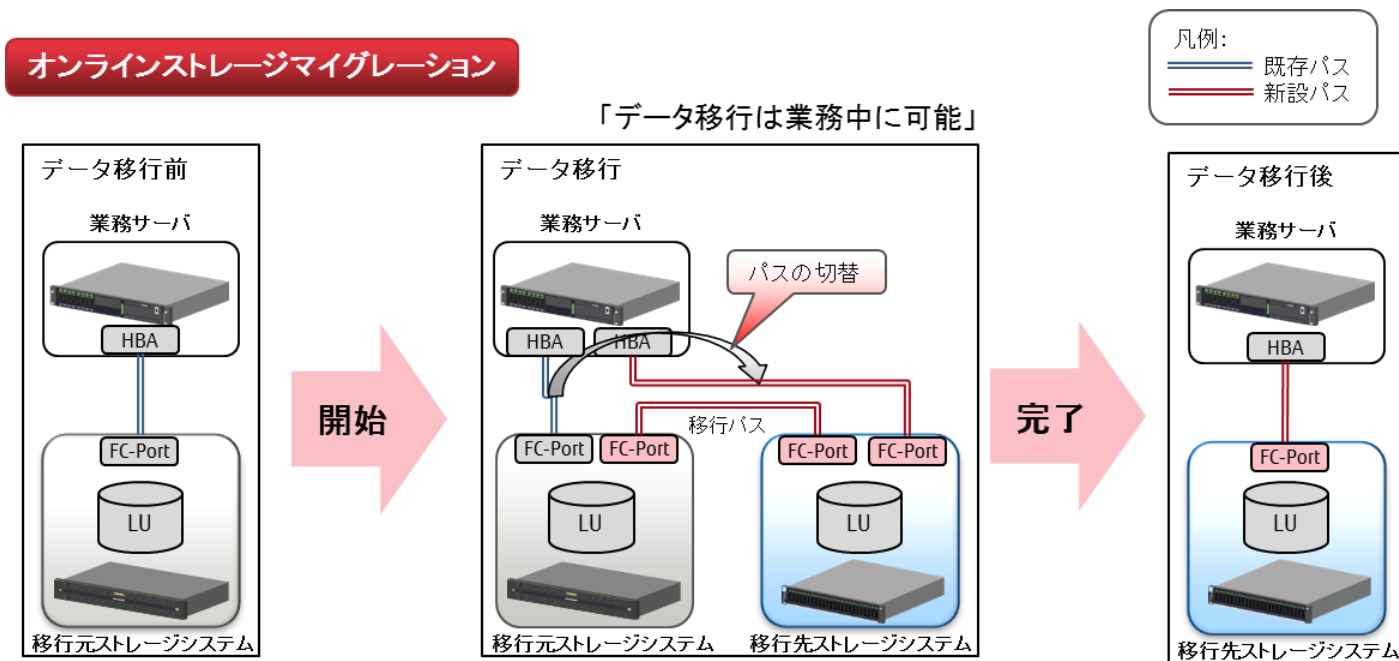 オンラインストレージマイグレーション
凡例:
既存パス
新設パス
「データ移行は業務中に可能」
データ移行前
業務サーバ
HBA
FC-Port
LU
移行元ストレージシステム
開始
データ移行
業務サーバ
パスの切替
HBA
HBA
移行パス
FC-Port
FC-Port
FC-Port
FC-Port
LU
LU
移行元ストレージシステム
移行先ストレージシステム
完了
データ移行後
業務サーバ
HBA
FC-Port
LU
移行先ストレージシステム